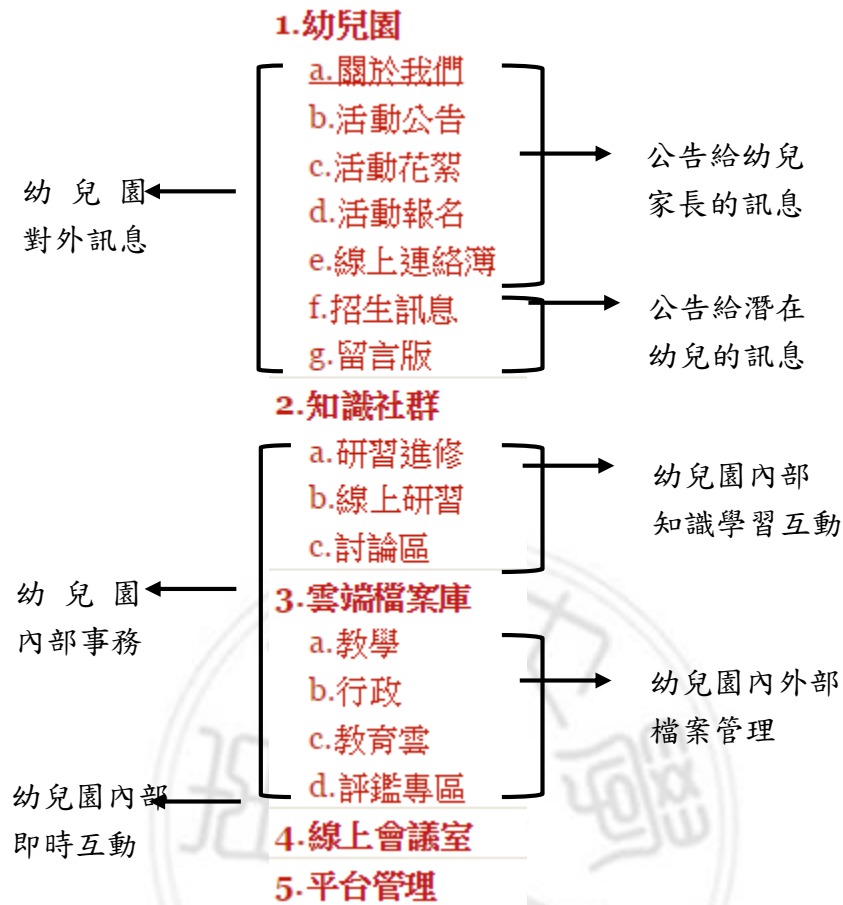 1.幼兒園
a.關於我們
b.活動公告
c.活動花絮
d.活動報名
e.線上連絡簿
f.招生訊息
g.留言版
幼兒園
對外訊息
公告給幼兒
家長的訊息
公告給潛在
幼兒的訊息
2.知識社群
a.研習進修
b.線上研習
c.討論區
幼兒園內部
知識學習互動
3.雲端檔案庫
a.教學
b.行政
c.教育雲
d.評鑑專區
幼兒園
內部事務
幼兒園內外部
檔案管理
幼兒園內部
即時互動
4.線上會議室
5.平台管理